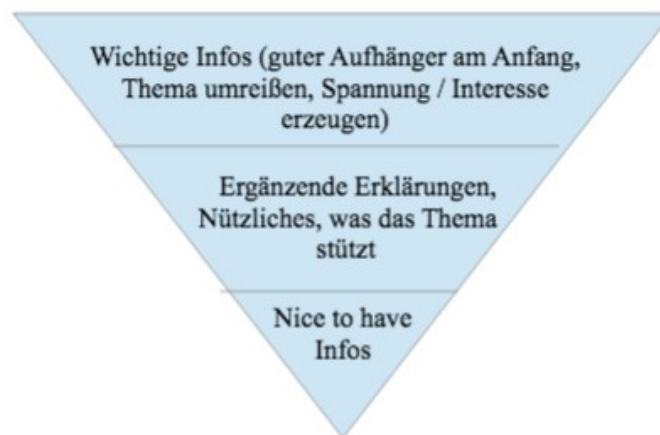 Wichtige Infos (guter Aufhänger am Anfang,
Thema umreißen, Spannung / Interesse
erzeugen)
Ergänzende Erklärungen,
Nützliches, was das Thema
stützt
Nice to have
Infos